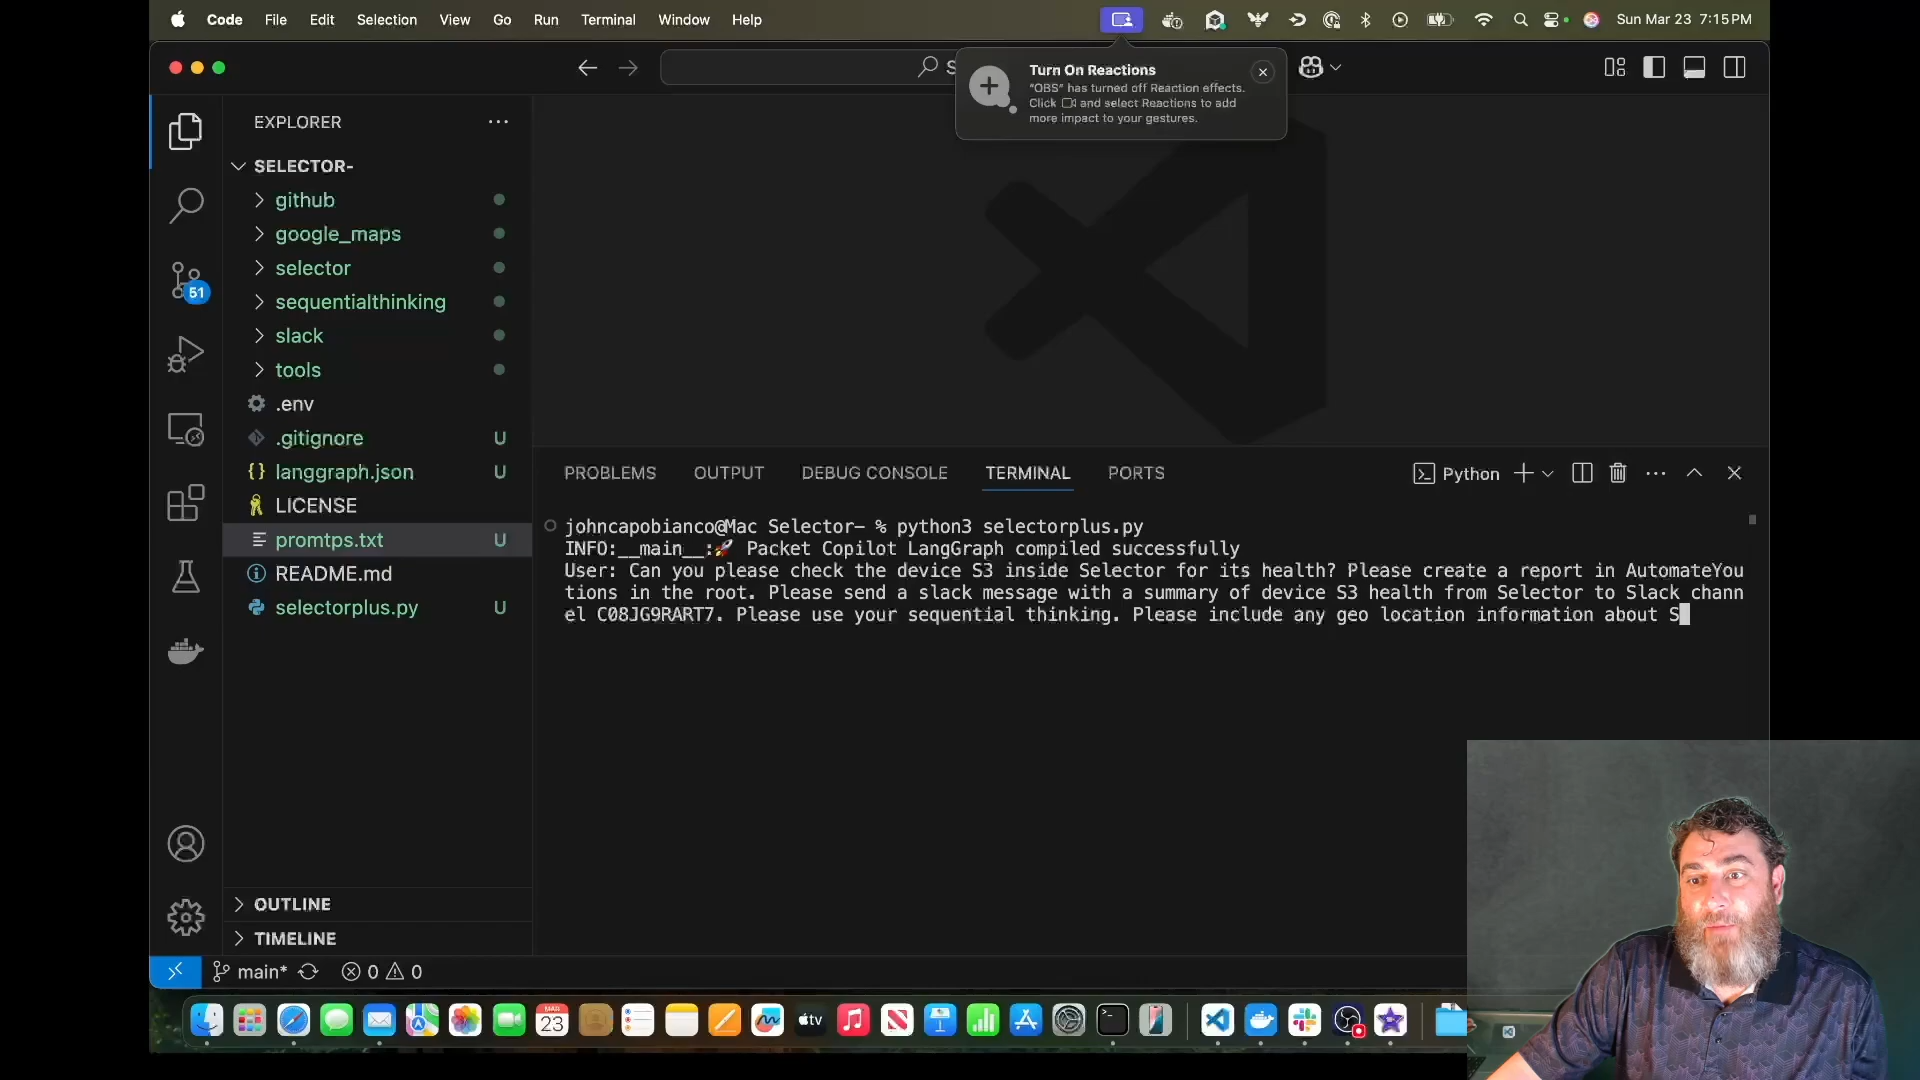 Code File Edit Selection View Go Run Terminal Window Help
Sun Mar 23 7:15 PM
S
Turn On Reactions
"OBS" has turned off Reaction effects.
Click and select Reactions to add
more impact to your gestures.
EXPLORER
SELECTOR-
github
google_maps
selector
sequentialthinking
slack
tools
.env
.gitignore U
{} langgraph.json U
LICENSE
promtps.txt U
README.md
selectorplus.py U
51
OUTLINE
TIMELINE
PROBLEMS OUTPUT DEBUG CONSOLE TERMINAL PORTS
Python
johncapobianco@Mac Selector- % python3 selectorplus.py
INFO:__main__:🚀 Packet Copilot LangGraph compiled successfully
User: Can you please check the device S3 inside Selector for its health? Please create a report in AutomateYou
tions in the root. Please send a slack message with a summary of device S3 health from Selector to Slack chann
el C08JG9RART7. Please use your sequential thinking. Please include any geo location information about S
main* 0 0
MAR
23
tv